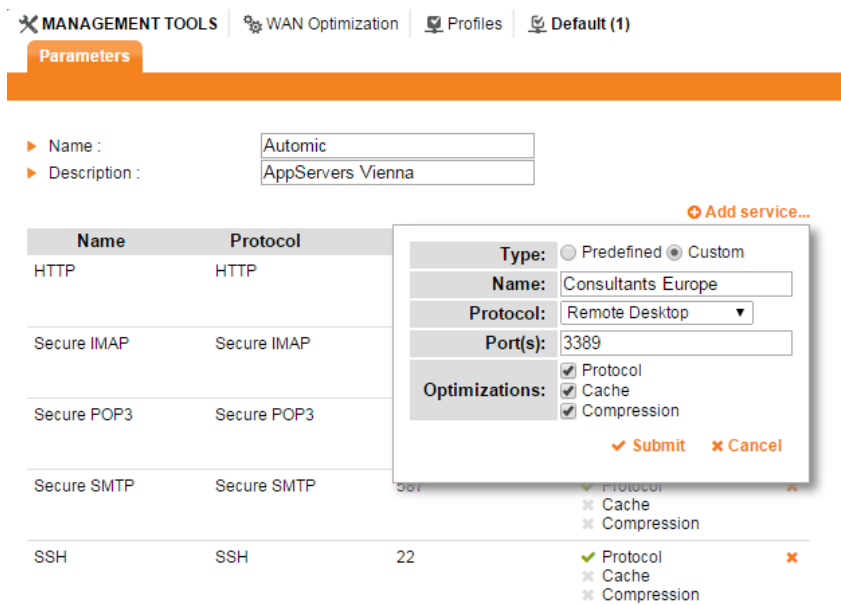 MANAGEMENT TOOLS WAN Optimization Profiles Default (1)
Parameters
Name : Automic
Description : AppServers Vienna
Add service...
Name Protocol
HTTP HTTP
Secure IMAP Secure IMAP
Secure POP3 Secure POP3
Secure SMTP Secure SMTP 587
Protocol
Cache
Compression
SSH SSH 22
Protocol
Cache
Compression
Type: Predefined Custom
Name: Consultants Europe
Protocol: Remote Desktop
Port(s): 3389
Optimizations:
Protocol
Cache
Compression
Submit Cancel